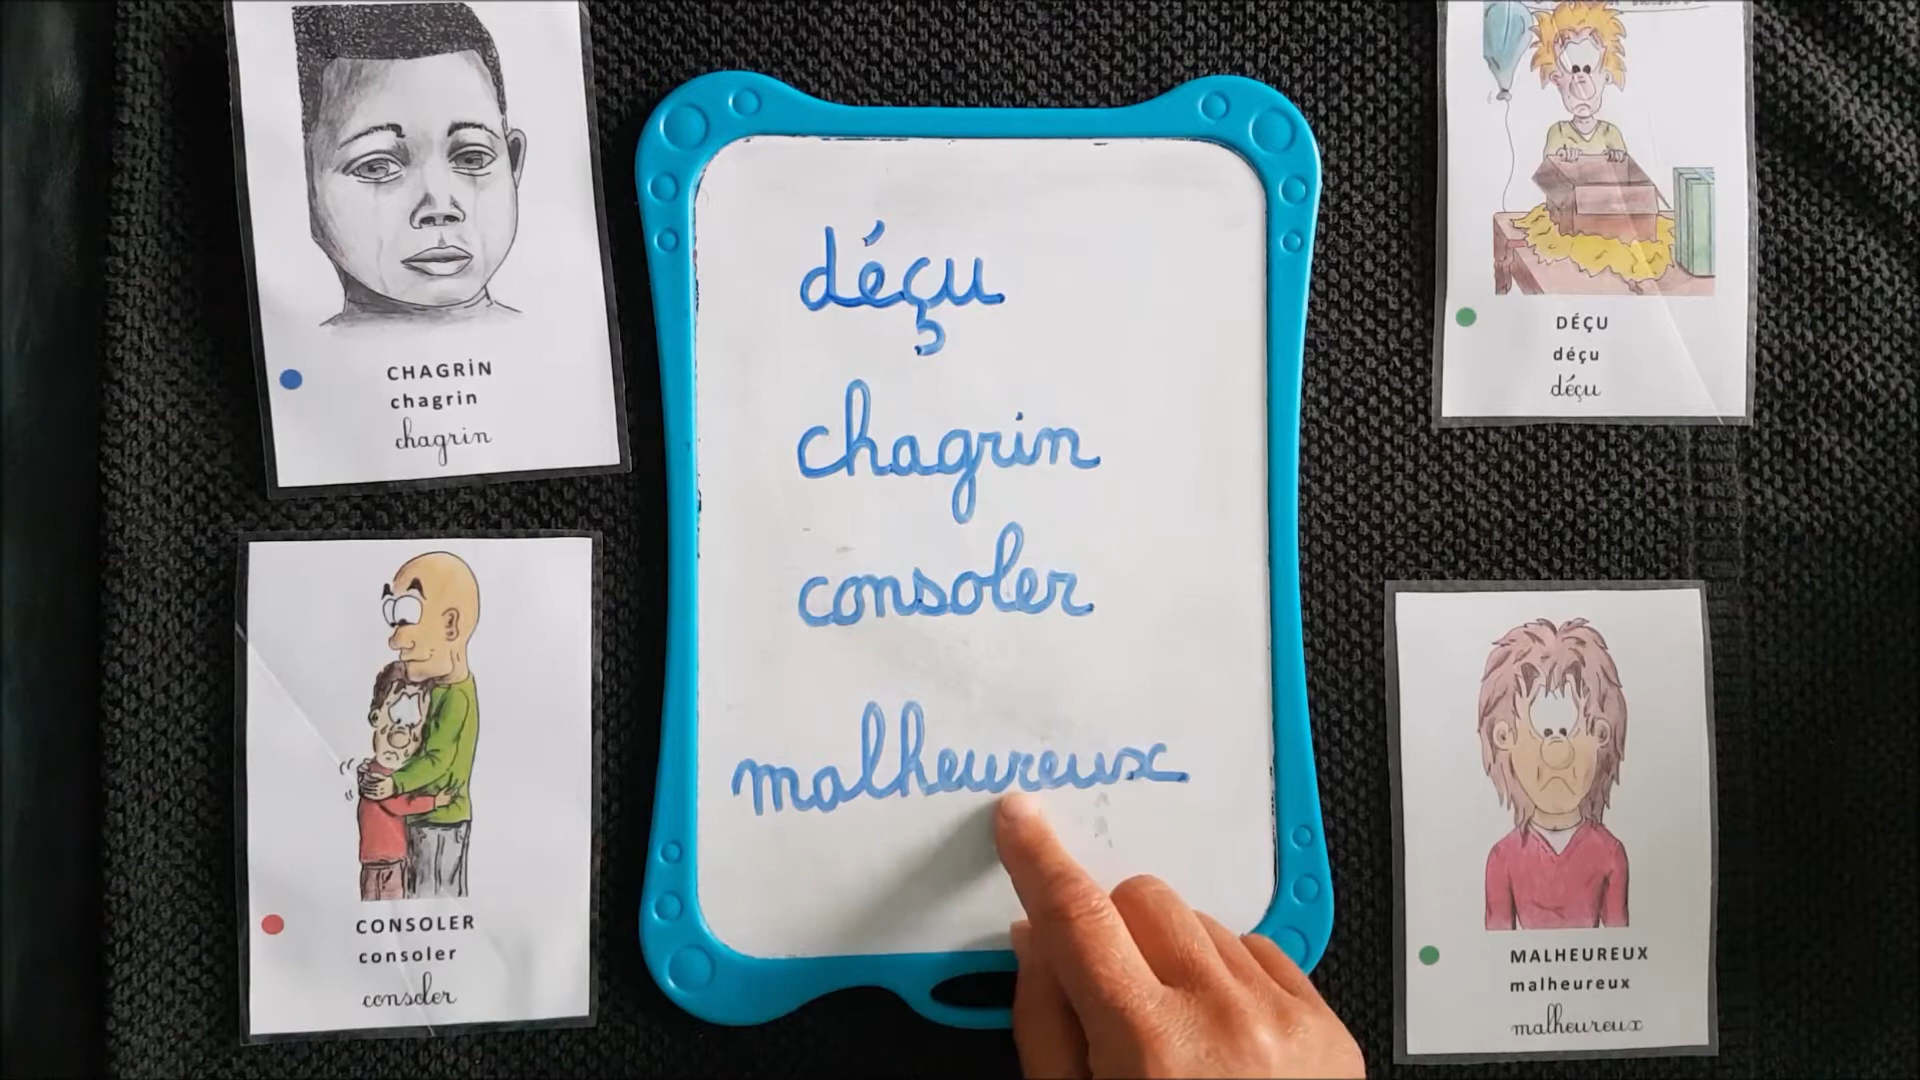 CHAGRIN
chagrin
chagrin
CONSOLER
consoler
consoler
déçu
chagrin
consoler
malheureux
DÉÇU
déçu
déçu
MALHEUREUX
malheureux
malheureux